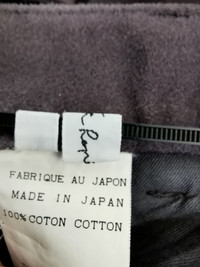 FABRIQUE AU JAPON
MADE IN JAPAN
100% COTON COTTON